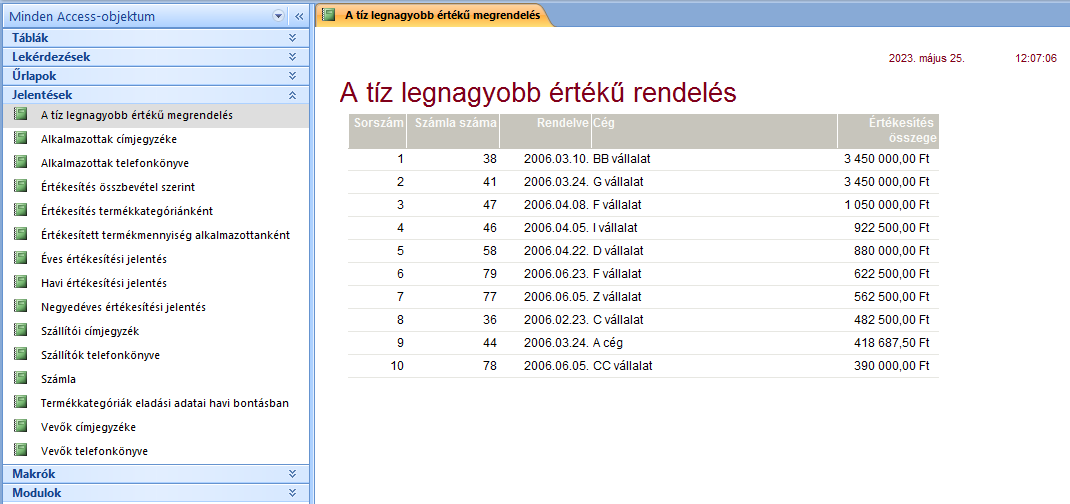 Minden Access-objektum
Táblák
Lekérdezések
Űrlapok
Jelentések
A tíz legnagyobb értékű megrendelés
Alkalmazottak címjegyzéke
Alkalmazottak telefonkönyve
Értékesítés összbevétel szerint
Értékesítés termékkategóriánként
Értékesített termékmennyiség alkalmazottanként
Éves értékesítési jelentés
Havi értékesítési jelentés
Negyedéves értékesítési jelentés
Szállítói címjegyzék
Szállítók telefonkönyve
Számla
Termékkategóriák eladási adatai havi bontásban
Vevők címjegyzéke
Vevők telefonkönyve
Makrók
Modulok
A tíz legnagyobb értékű megrendelés
2023. május 25. 12:07:06
A tíz legnagyobb értékű rendelés
Sorszám Számla száma Rendelve Cég Értékesítés
összege
1 38 2006.03.10. BB vállalat 3 450 000,00 Ft
2 41 2006.03.24. G vállalat 3 450 000,00 Ft
3 47 2006.04.08. F vállalat 1 050 000,00 Ft
4 46 2006.04.05. I vállalat 922 500,00 Ft
5 58 2006.04.22. D vállalat 880 000,00 Ft
6 79 2006.06.23. F vállalat 622 500,00 Ft
7 77 2006.06.05. Z vállalat 562 500,00 Ft
8 36 2006.02.23. C vállalat 482 500,00 Ft
9 44 2006.03.24. A cég 418 687,50 Ft
10 78 2006.06.05. CC vállalat 390 000,00 Ft